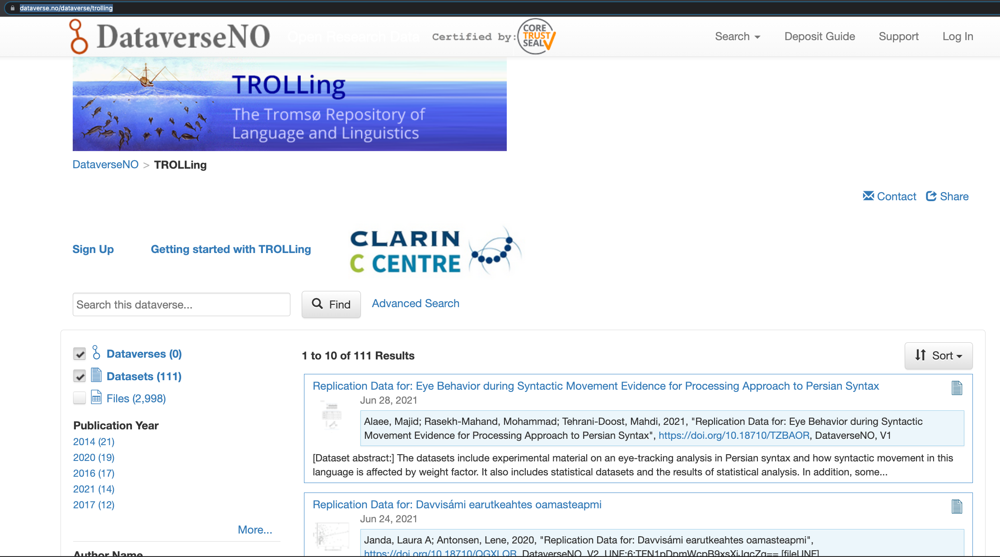 dataverse.no/dataverse/trolling
DataverseNO
Open Research Data
Certified by:
CORE
TRUST
SEAL
Search
Deposit Guide
Support
Log In
TROLLing
The Tromsø Repository of
Language and Linguistics
DataverseNO > TROLLing
Contact
Share
Sign Up
Getting started with TROLLing
CLARIN
C CENTRE
Search this dataverse...
Find
Advanced Search
Dataverses (0)
Datasets (111)
Files (2,998)
Publication Year
2014 (21)
2020 (19)
2016 (17)
2021 (14)
2017 (12)
More...
Author Name
1 to 10 of 111 Results
Sort
Replication Data for: Eye Behavior during Syntactic Movement Evidence for Processing Approach to Persian Syntax
Jun 28, 2021
Alaee, Majid; Rasekh-Mahand, Mohammad; Tehrani-Doost, Mahdi, 2021, "Replication Data for: Eye Behavior during Syntactic
Movement Evidence for Processing Approach to Persian Syntax", https://doi.org/10.18710/TZBAOR, DataverseNO, V1
[Dataset abstract:] The datasets include experimental material on an eye-tracking analysis in Persian syntax and how syntactic movement in this
language is affected by weight factor. It also includes statistical datasets and the results of statistical analysis. In addition, some...
Replication Data for: Davvisámi earutkeahtes oamasteapmi
Jun 24, 2021
Janda, Laura A; Antonsen, Lene, 2020, "Replication Data for: Davvisámi earutkeahtes oamasteapmi",
DataverseNO, V2, [fileUNF]